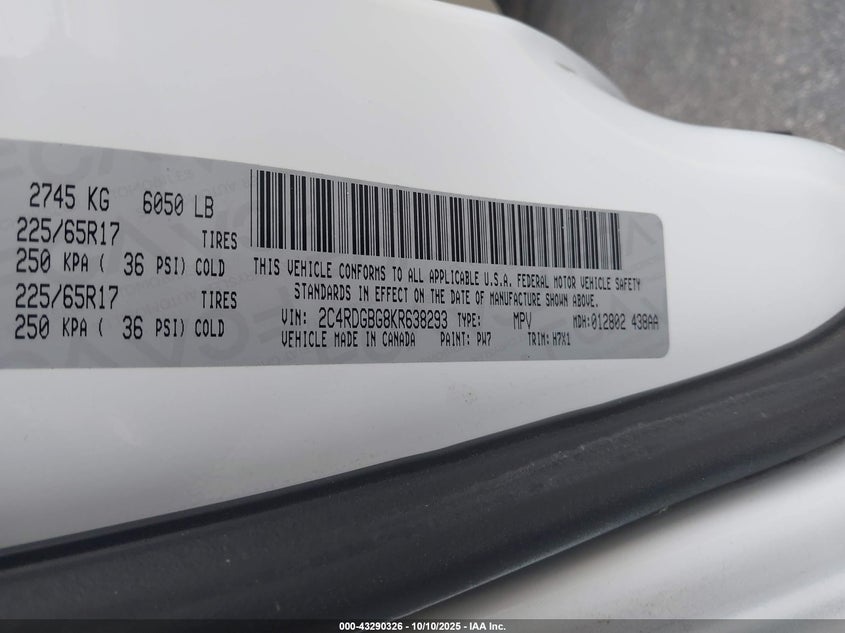 2745 KG 6050 LB
225/65R17 TIRES
250 KPA ( 36 PSI) COLD
225/65R17 TIRES
250 KPA ( 36 PSI) COLD
THIS VEHICLE CONFORMS TO ALL APPLICABLE U.S.A. FEDERAL MOTOR VEHICLE SAFETY
STANDARDS IN EFFECT ON THE DATE OF MANUFACTURE SHOWN ABOVE.
VIN: 2C4RDGBG8KR638293 TYPE: MPV MDH:012802 438AA
VEHICLE MADE IN CANADA PAINT: PW7 TRIM: H7X1
000-43290326 - 10/10/2025 - IAA Inc.